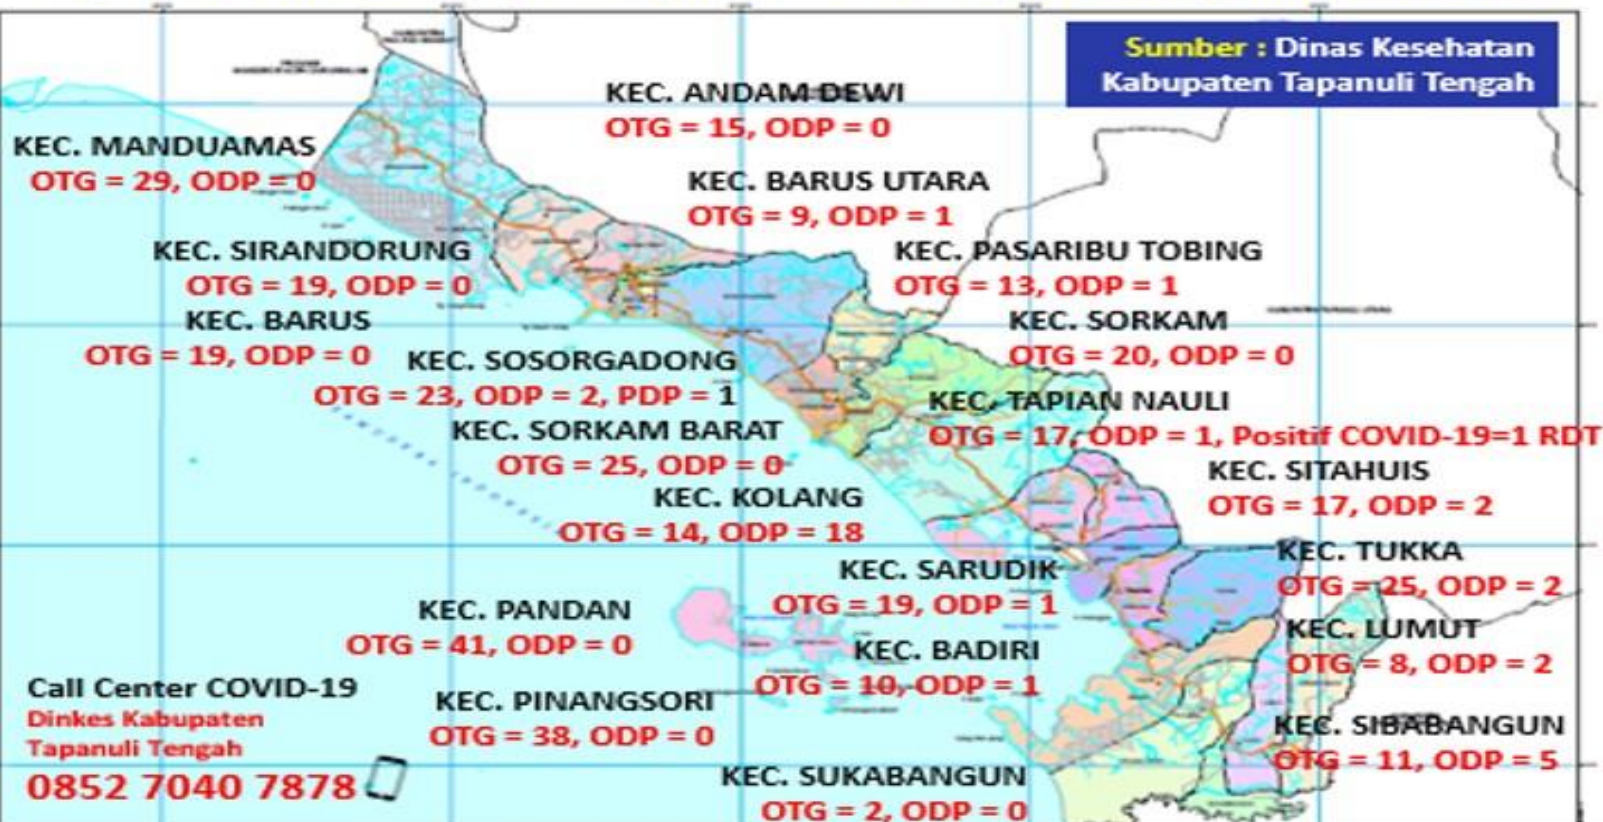 Sumber : Dinas Kesehatan
Kabupaten Tapanuli Tengah
KEC. ANDAM DEWI
OTG = 15, ODP = 0
KEC. MANDUAMAS
OTG = 29, ODP = 0
KEC. BARUS UTARA
OTG = 9, ODP = 1
KEC. SIRANDORUNG
OTG = 19, ODP = 0
KEC. PASARIBU TOBING
OTG = 13, ODP = 1
KEC. BARUS
OTG = 19, ODP = 0
KEC. SORKAM
OTG = 20, ODP = 0
KEC. SOSORGADONG
OTG = 23, ODP = 2, PDP = 1
KEC. TAPIAN NAULI
OTG = 17, ODP = 1, Positif COVID-19=1 RDT
KEC. SORKAM BARAT
OTG = 25, ODP = 0
KEC. SITAHUIS
OTG = 17, ODP = 2
KEC. KOLANG
OTG = 14, ODP = 18
KEC. TUKKA
OTG = 25, ODP = 2
KEC. SARUDIK
OTG = 19, ODP = 1
KEC. PANDAN
OTG = 41, ODP = 0
KEC. LUMUT
OTG = 8, ODP = 2
KEC. BADIRI
OTG = 10, ODP = 1
KEC. PINANGSORI
OTG = 38, ODP = 0
KEC. SIBABANGUN
OTG = 11, ODP = 5
KEC. SUKABANGUN
OTG = 2, ODP = 0
Call Center COVID-19
Dinkes Kabupaten
Tapanuli Tengah
0852 7040 7878